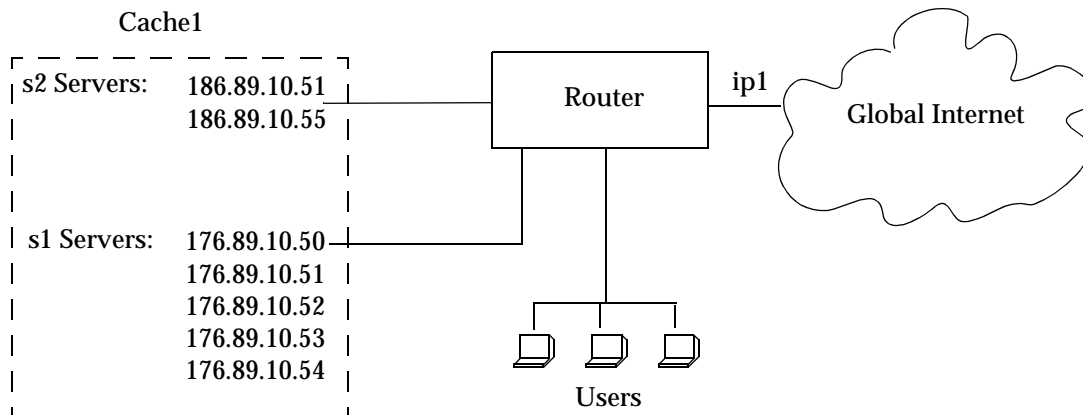 Cache1
s2 Servers: 186.89.10.51
186.89.10.55
Router
ip1
Global Internet
s1 Servers: 176.89.10.50
176.89.10.51
176.89.10.52
176.89.10.53
176.89.10.54
Users